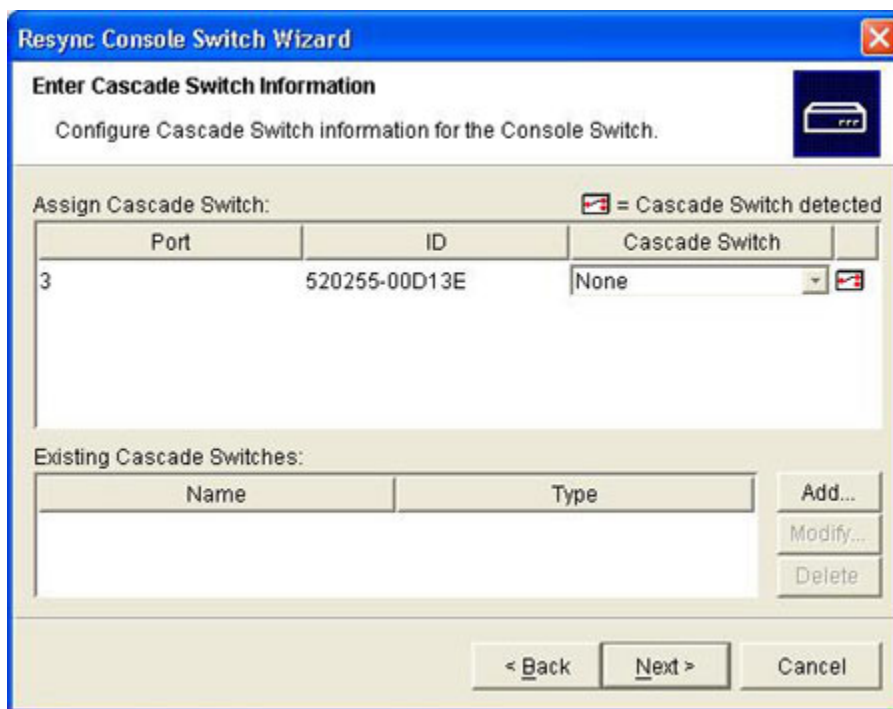 Resync Console Switch Wizard
Enter Cascade Switch Information
Configure Cascade Switch information for the Console Switch.
Assign Cascade Switch: = Cascade Switch detected
Port ID Cascade Switch
3 520255-00D13E None
Existing Cascade Switches:
Name Type Add...
Modify...
Delete
< Back Next > Cancel